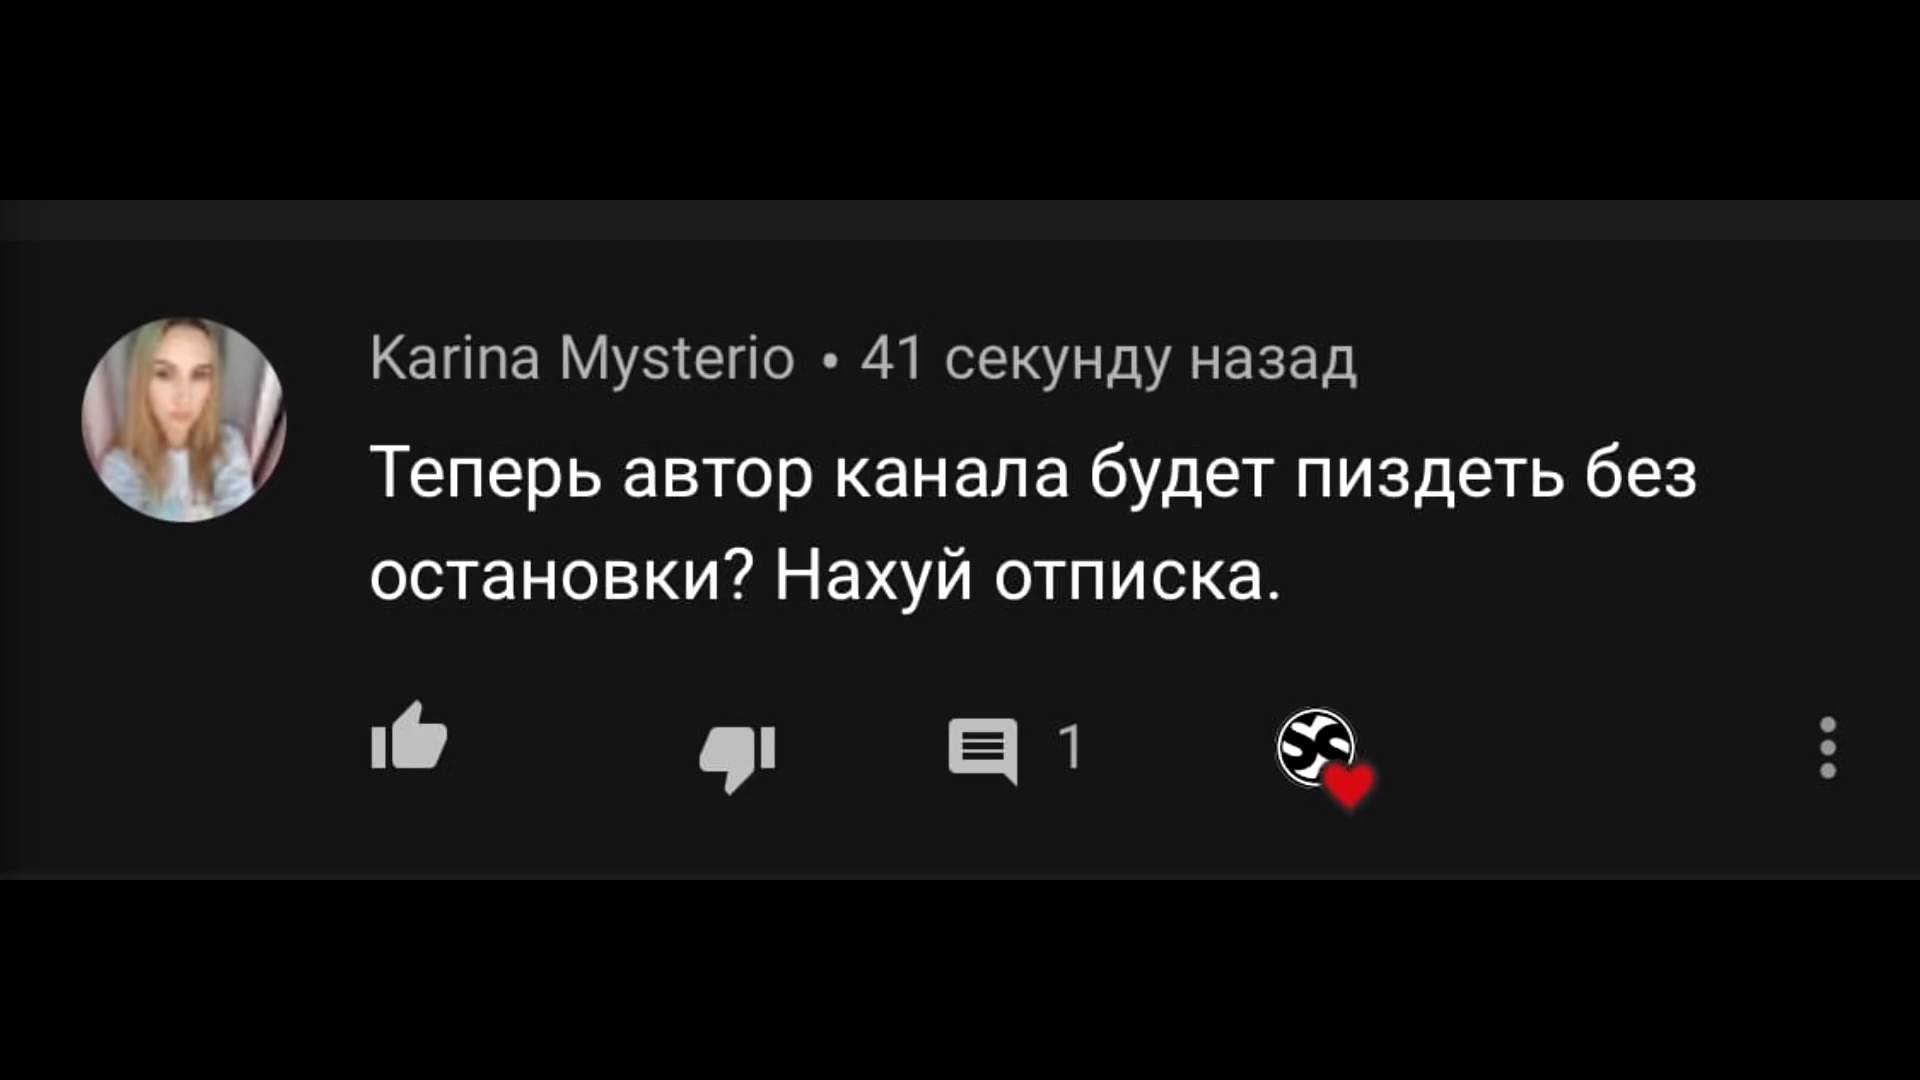 Karina Mysterio • 41 секунду назад
Теперь автор канала будет пиздеть без
остановки? Нахуй отписка.
1